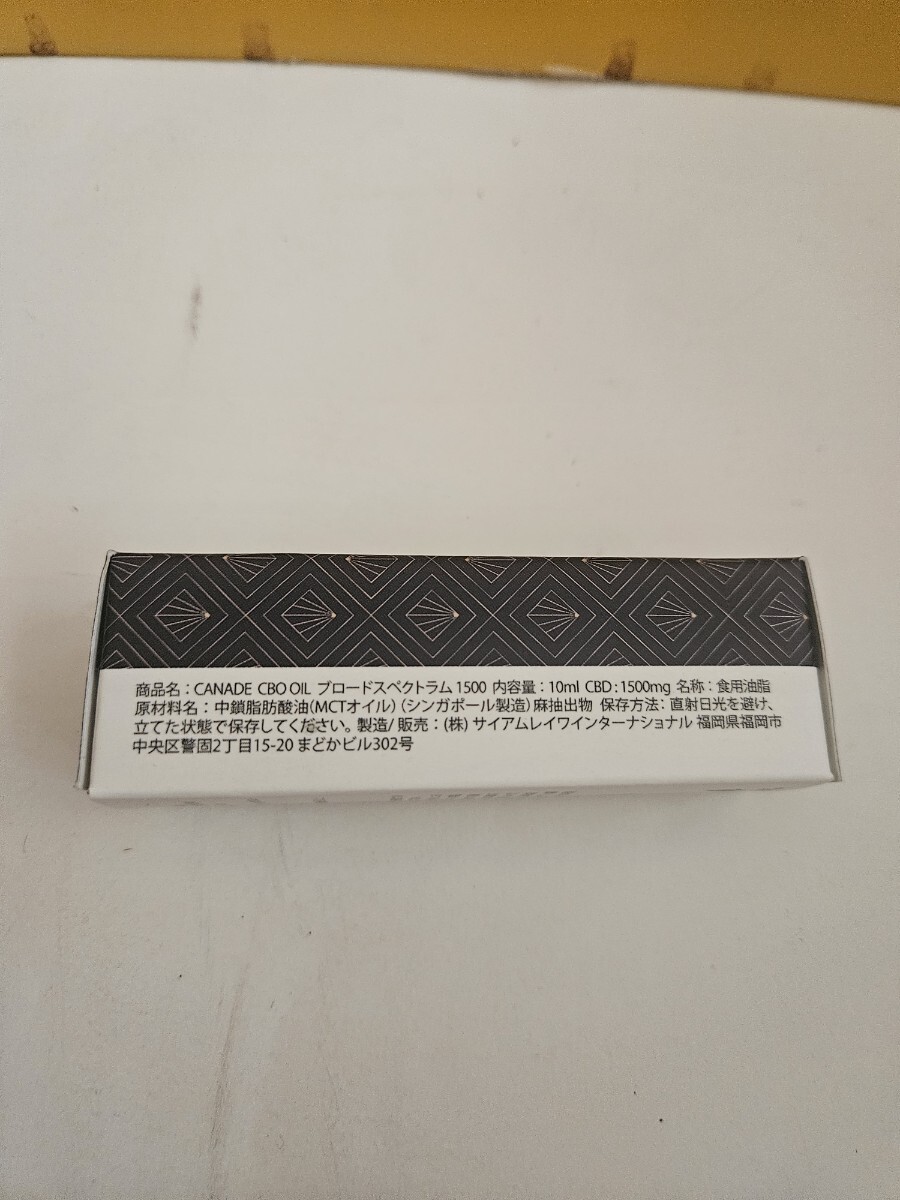 商品名：CANADE CBO OIL ブロードスペクトラム 1500 内容量：10ml CBD：1500mg 名称：食用油脂
原材料名：中鎖脂肪酸油(MCTオイル)(シンガポール製造)麻抽出物 保存方法：直射日光を避け、
立てた状態で保存してください。製造/販売：(株)サイアムレイワインターナショナル 福岡県福岡市
中央区警固2丁目15-20 まどかビル302号